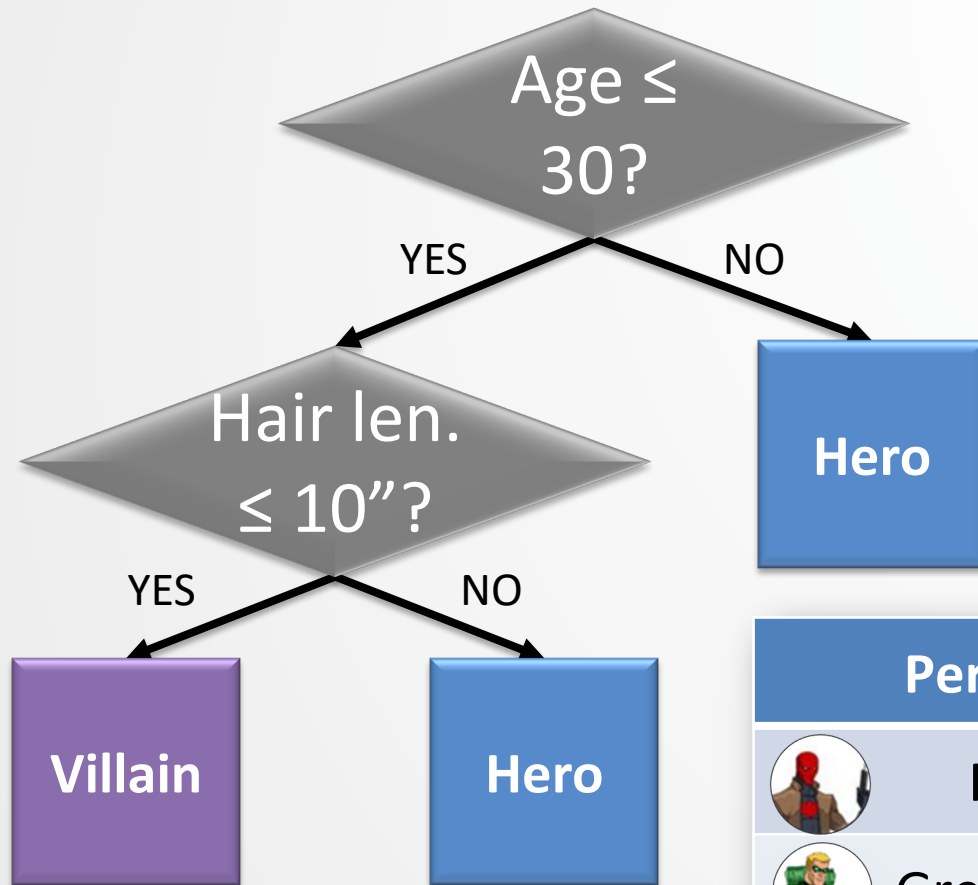 Age ≤
30?
YES
NO
Hair len.
≤ 10”?
Hero
YES
NO
Villain
Hero